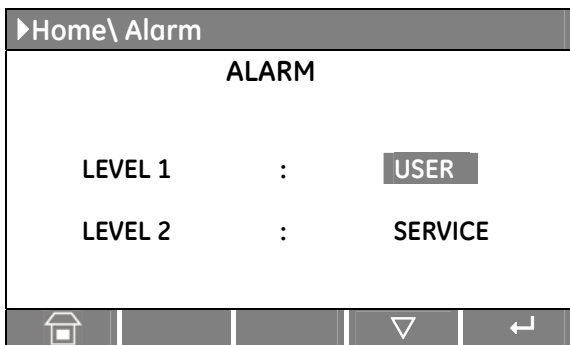 Home\ Alarm
ALARM
LEVEL 1 : USER
LEVEL 2 : SERVICE